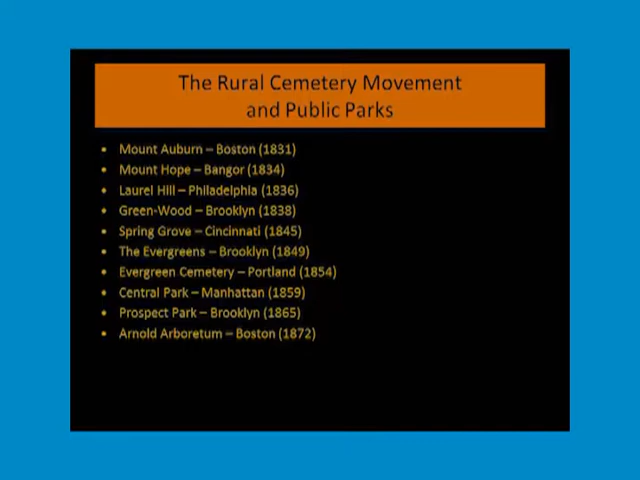 The Rural Cemetery Movement
and Public Parks
• Mount Auburn – Boston (1831)
• Mount Hope – Bangor (1834)
• Laurel Hill – Philadelphia (1836)
• Green-Wood – Brooklyn (1838)
• Spring Grove – Cincinnati (1845)
• The Evergreens – Brooklyn (1849)
• Evergreen Cemetery – Portland (1854)
• Central Park – Manhattan (1859)
• Prospect Park – Brooklyn (1865)
• Arnold Arboretum – Boston (1872)